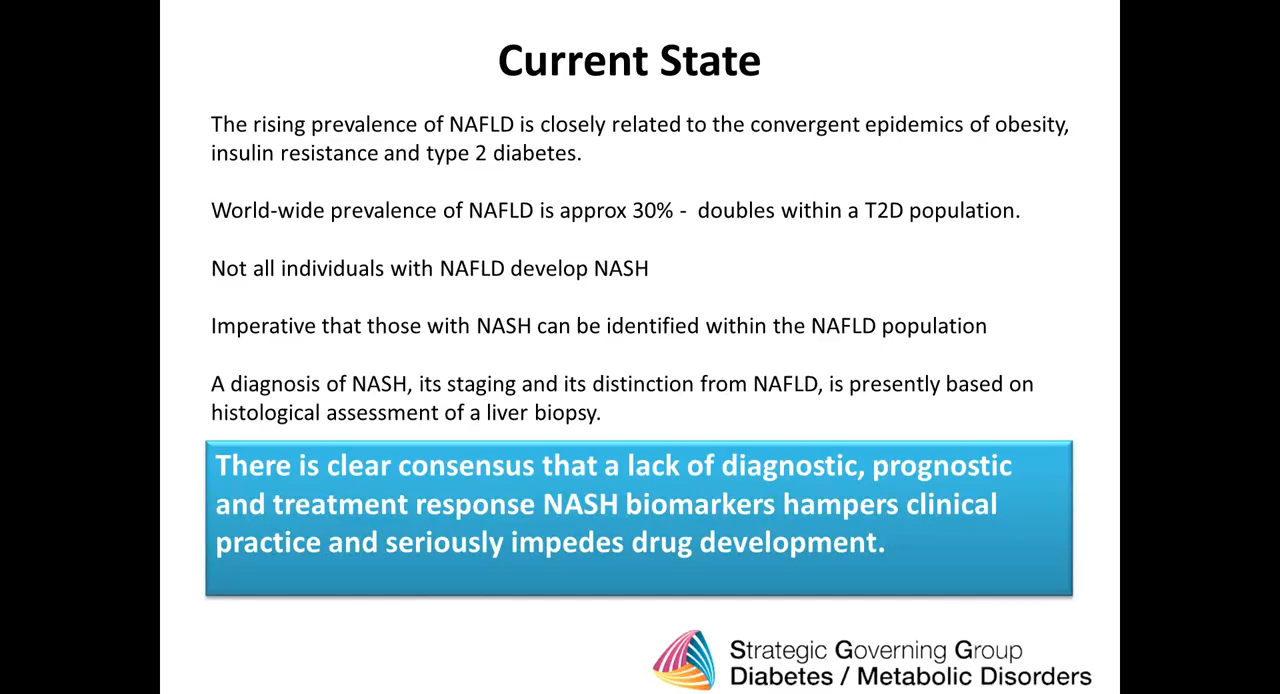 Current State
The rising prevalence of NAFLD is closely related to the convergent epidemics of obesity,
insulin resistance and type 2 diabetes.
World-wide prevalence of NAFLD is approx 30% -  doubles within a T2D population.
Not all individuals with NAFLD develop NASH
Imperative that those with NASH can be identified within the NAFLD population
A diagnosis of NASH, its staging and its distinction from NAFLD, is presently based on
histological assessment of a liver biopsy.
There is clear consensus that a lack of diagnostic, prognostic
and treatment response NASH biomarkers hampers clinical
practice and seriously impedes drug development.
Strategic Governing Group
Diabetes / Metabolic Disorders